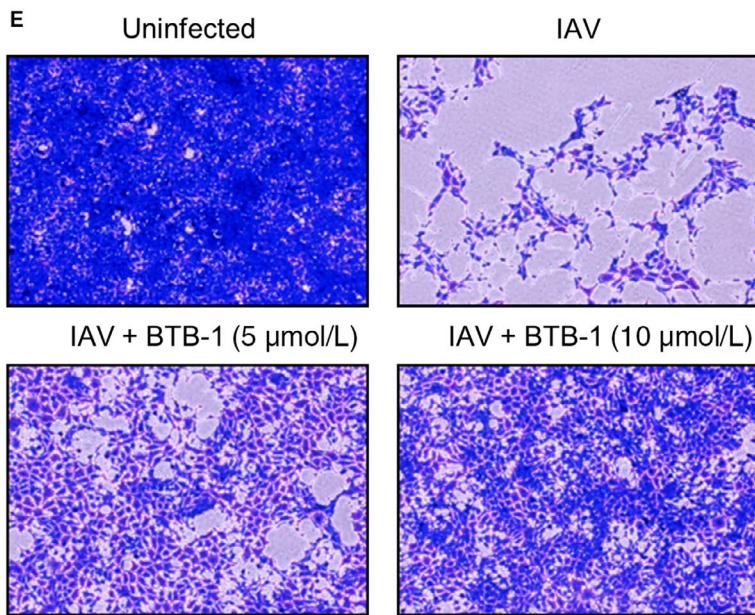 E
Uninfected
IAV
IAV + BTB-1 (5 μmol/L)
IAV + BTB-1 (10 μmol/L)